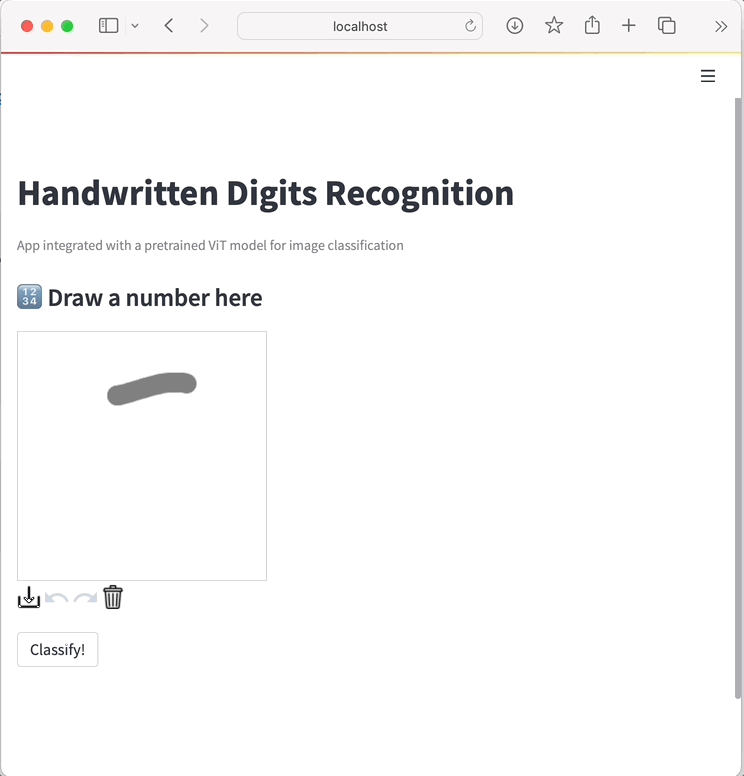 localhost
Handwritten Digits Recognition
App integrated with a pretrained ViT model for image classification
🔢 Draw a number here
Classify!